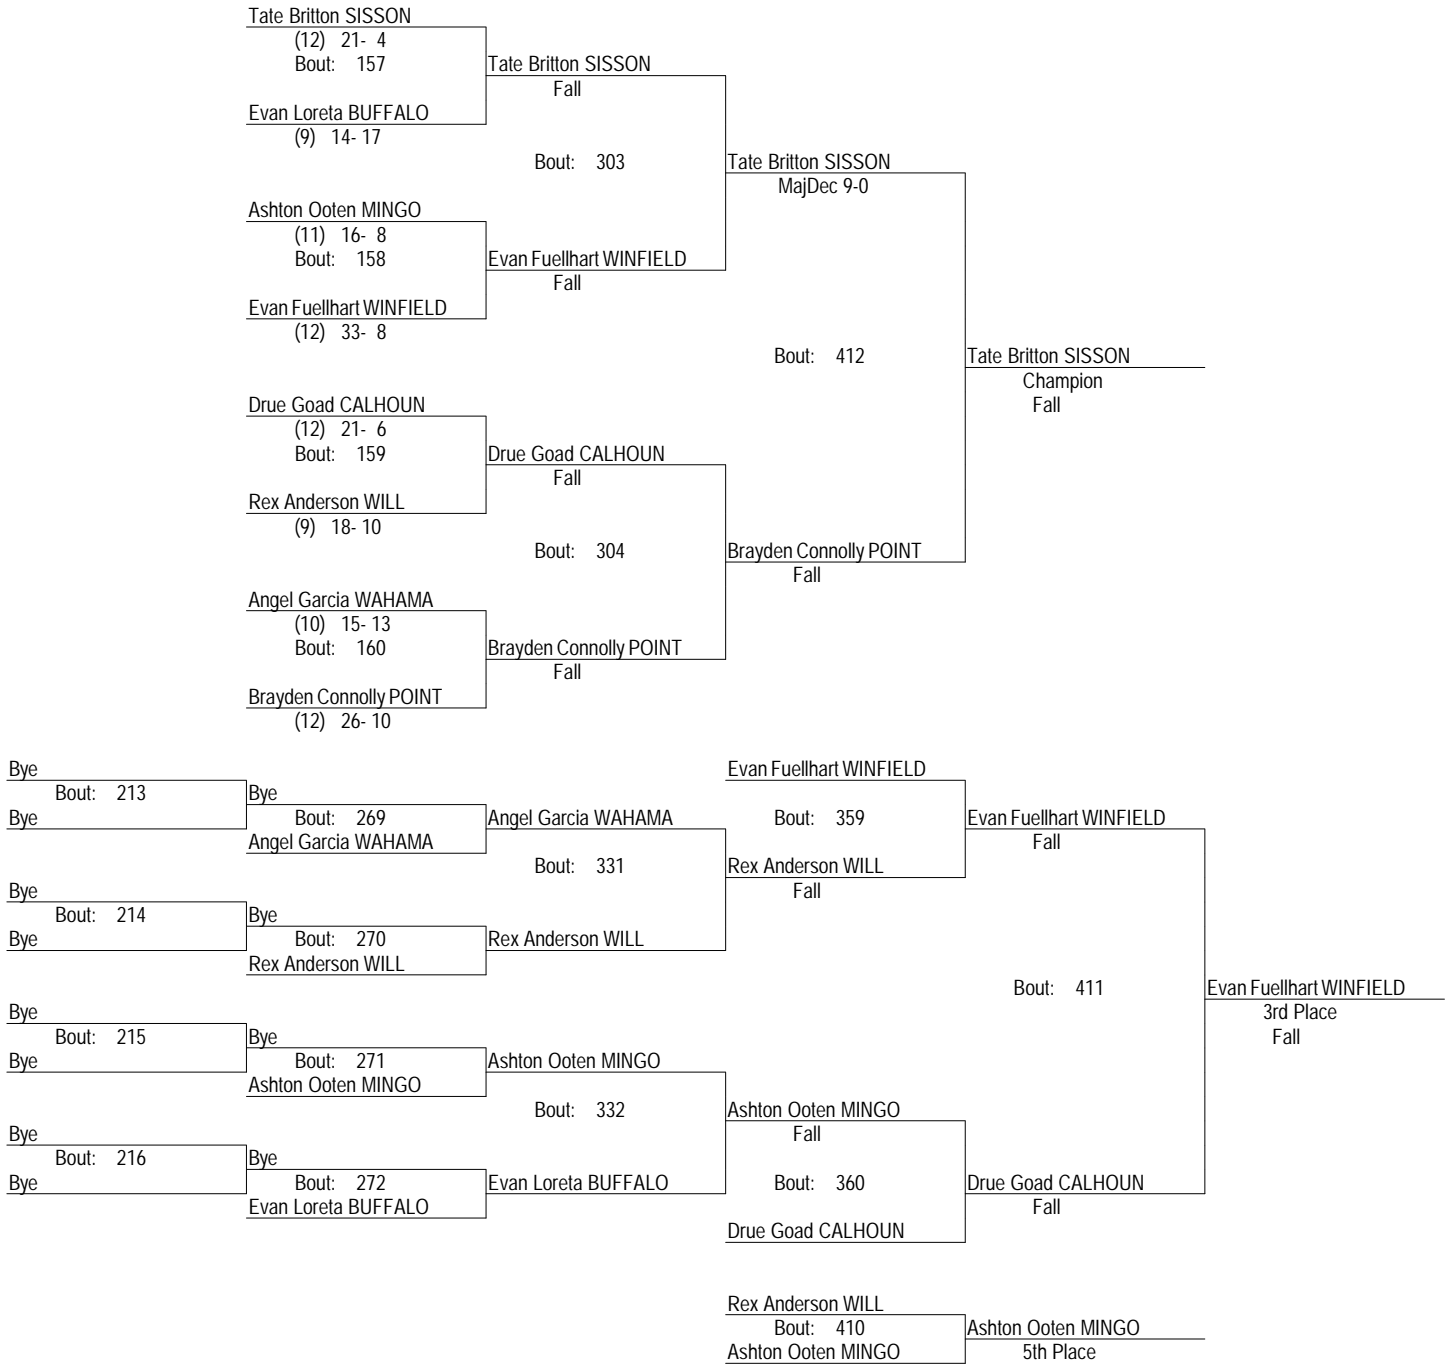 Tate Britton SISSON
(12) 21- 4
Bout: 157
Tate Britton SISSON
Fall
Evan Loreta BUFFALO
(9) 14- 17
Bout: 303
Tate Britton SISSON
MajDec 9-0
Ashton Ooten MINGO
(11) 16- 8
Bout: 158
Evan Fuellhart WINFIELD
Fall
Evan Fuellhart WINFIELD
(12) 33- 8
Bout: 412
Tate Britton SISSON
Champion
Fall
Drue Goad CALHOUN
(12) 21- 6
Bout: 159
Drue Goad CALHOUN
Fall
Rex Anderson WILL
(9) 18- 10
Bout: 304
Brayden Connolly POINT
Fall
Angel Garcia WAHAMA
(10) 15- 13
Bout: 160
Brayden Connolly POINT
Fall
Brayden Connolly POINT
(12) 26- 10
Bye
Evan Fuellhart WINFIELD
Bout: 213
Bye
Bye
Bout: 269
Angel Garcia WAHAMA
Bout: 359
Evan Fuellhart WINFIELD
Angel Garcia WAHAMA
Fall
Bout: 331
Rex Anderson WILL
Fall
Bye
Bout: 214
Bye
Bye
Bout: 270
Rex Anderson WILL
Rex Anderson WILL
Bout: 411
Evan Fuellhart WINFIELD
3rd Place
Fall
Bye
Bout: 215
Bye
Bye
Bout: 271
Ashton Ooten MINGO
Ashton Ooten MINGO
Bout: 332
Ashton Ooten MINGO
Fall
Bye
Bout: 216
Bye
Bye
Bout: 272
Evan Loreta BUFFALO
Bout: 360
Drue Goad CALHOUN
Fall
Evan Loreta BUFFALO
Drue Goad CALHOUN
Rex Anderson WILL
Bout: 410
Ashton Ooten MINGO
Ashton Ooten MINGO
5th Place